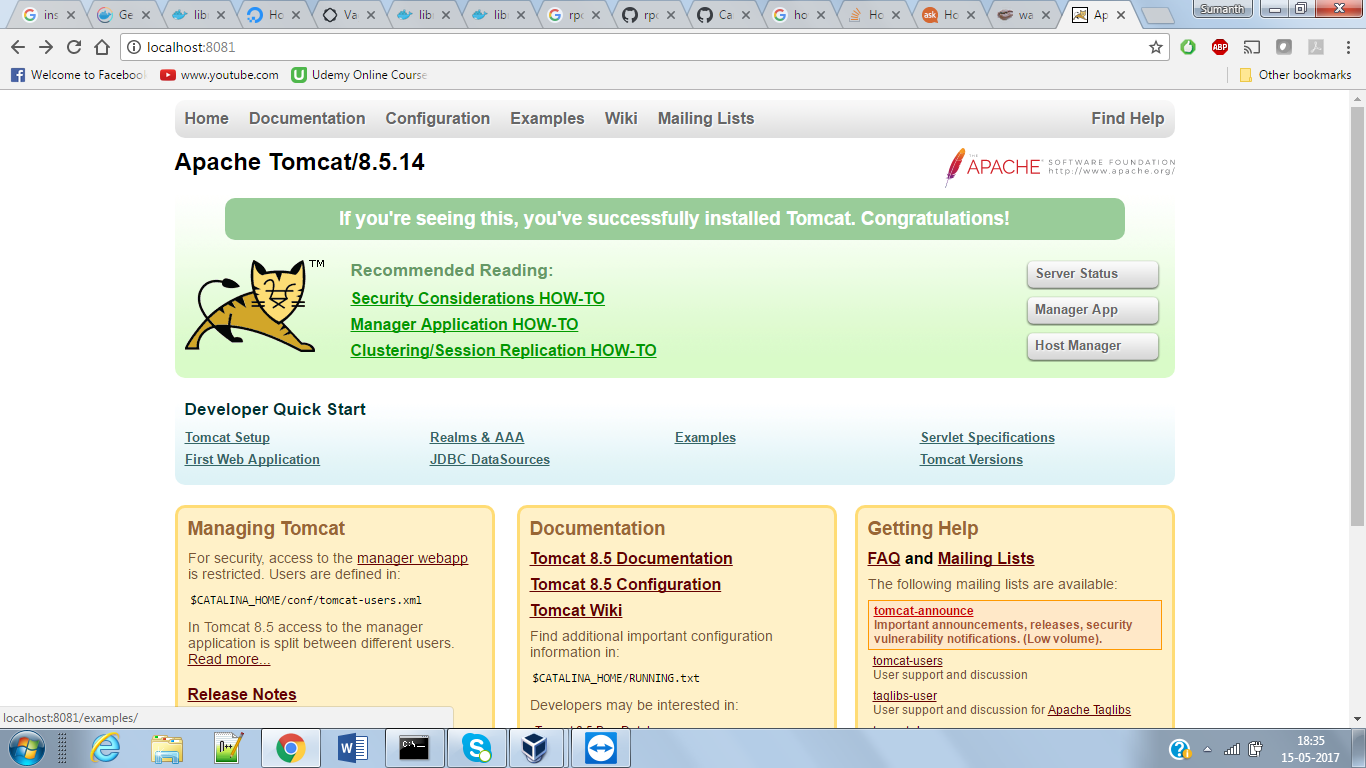 ins
Ge
lib
Ho
Va
lib
lib
rpc
rpc
Ca
ho
Ho
Ho
wa
Ap
Sumanth
localhost:8081
ABP
Welcome to Facebook
www.youtube.com
Udemy Online Course
Other bookmarks
Home Documentation Configuration Examples Wiki Mailing Lists Find Help
Apache Tomcat/8.5.14
THE APACHE SOFTWARE FOUNDATION
http://www.apache.org/
If you're seeing this, you've successfully installed Tomcat. Congratulations!
TM
Recommended Reading:
Security Considerations HOW-TO
Manager Application HOW-TO
Clustering/Session Replication HOW-TO
Server Status
Manager App
Host Manager
Developer Quick Start
Tomcat Setup
First Web Application
Realms & AAA
JDBC DataSources
Examples
Servlet Specifications
Tomcat Versions
Managing Tomcat
For security, access to the manager webapp
is restricted. Users are defined in:
$CATALINA_HOME/conf/tomcat-users.xml
In Tomcat 8.5 access to the manager
application is split between different users.
Read more...
Release Notes
Documentation
Tomcat 8.5 Documentation
Tomcat 8.5 Configuration
Tomcat Wiki
Find additional important configuration
information in:
$CATALINA_HOME/RUNNING.txt
Developers may be interested in:
Getting Help
FAQ and Mailing Lists
The following mailing lists are available:
tomcat-announce
Important announcements, releases, security
vulnerability notifications. (Low volume).
tomcat-users
User support and discussion
taglibs-user
User support and discussion for Apache Taglibs
localhost:8081/examples/
18:35
15-05-2017